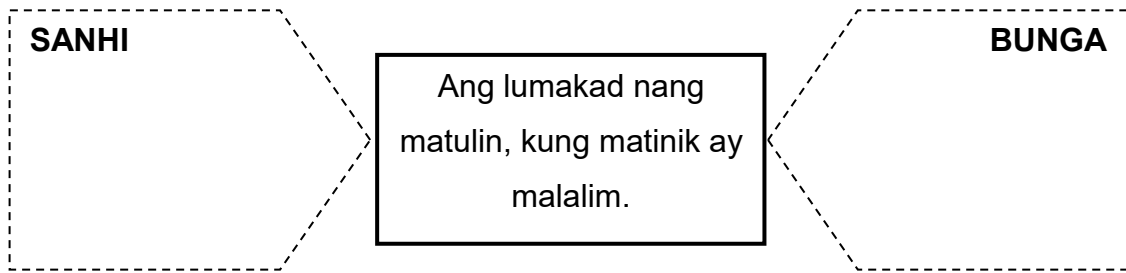 SANHI
BUNGA
Ang lumakad nang
matulin, kung matinik ay
malalim.